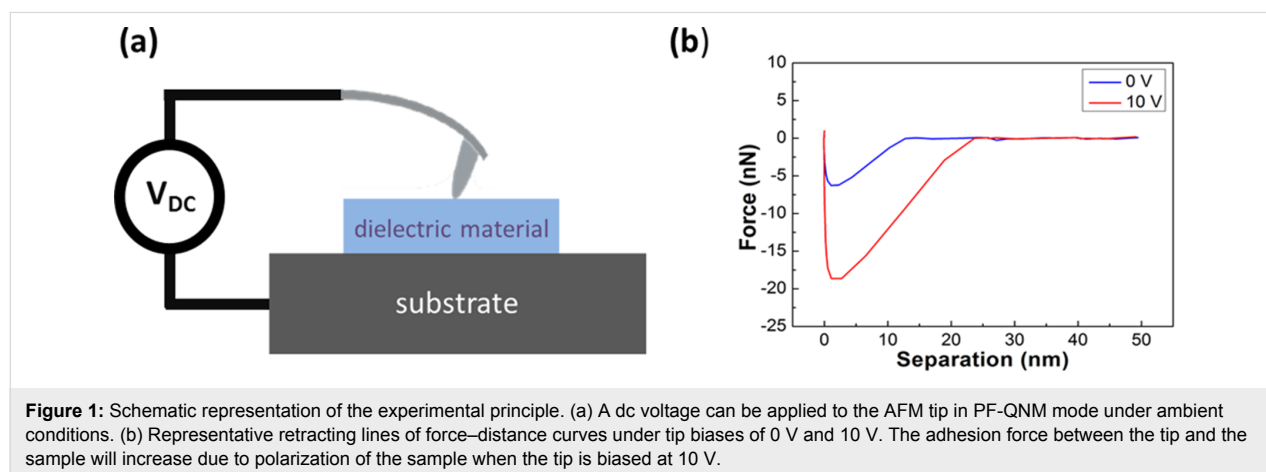 (a)
(b)
V_DC
dielectric material
substrate
10
5
0
-5
-10
-15
-20
-25
Force (nN)
0 V
10 V
0 10 20 30 40 50
Separation (nm)
Figure 1: Schematic representation of the experimental principle. (a) A dc voltage can be applied to the AFM tip in PF-QNM mode under ambient
conditions. (b) Representative retracting lines of force–distance curves under tip biases of 0 V and 10 V. The adhesion force between the tip and the
sample will increase due to polarization of the sample when the tip is biased at 10 V.